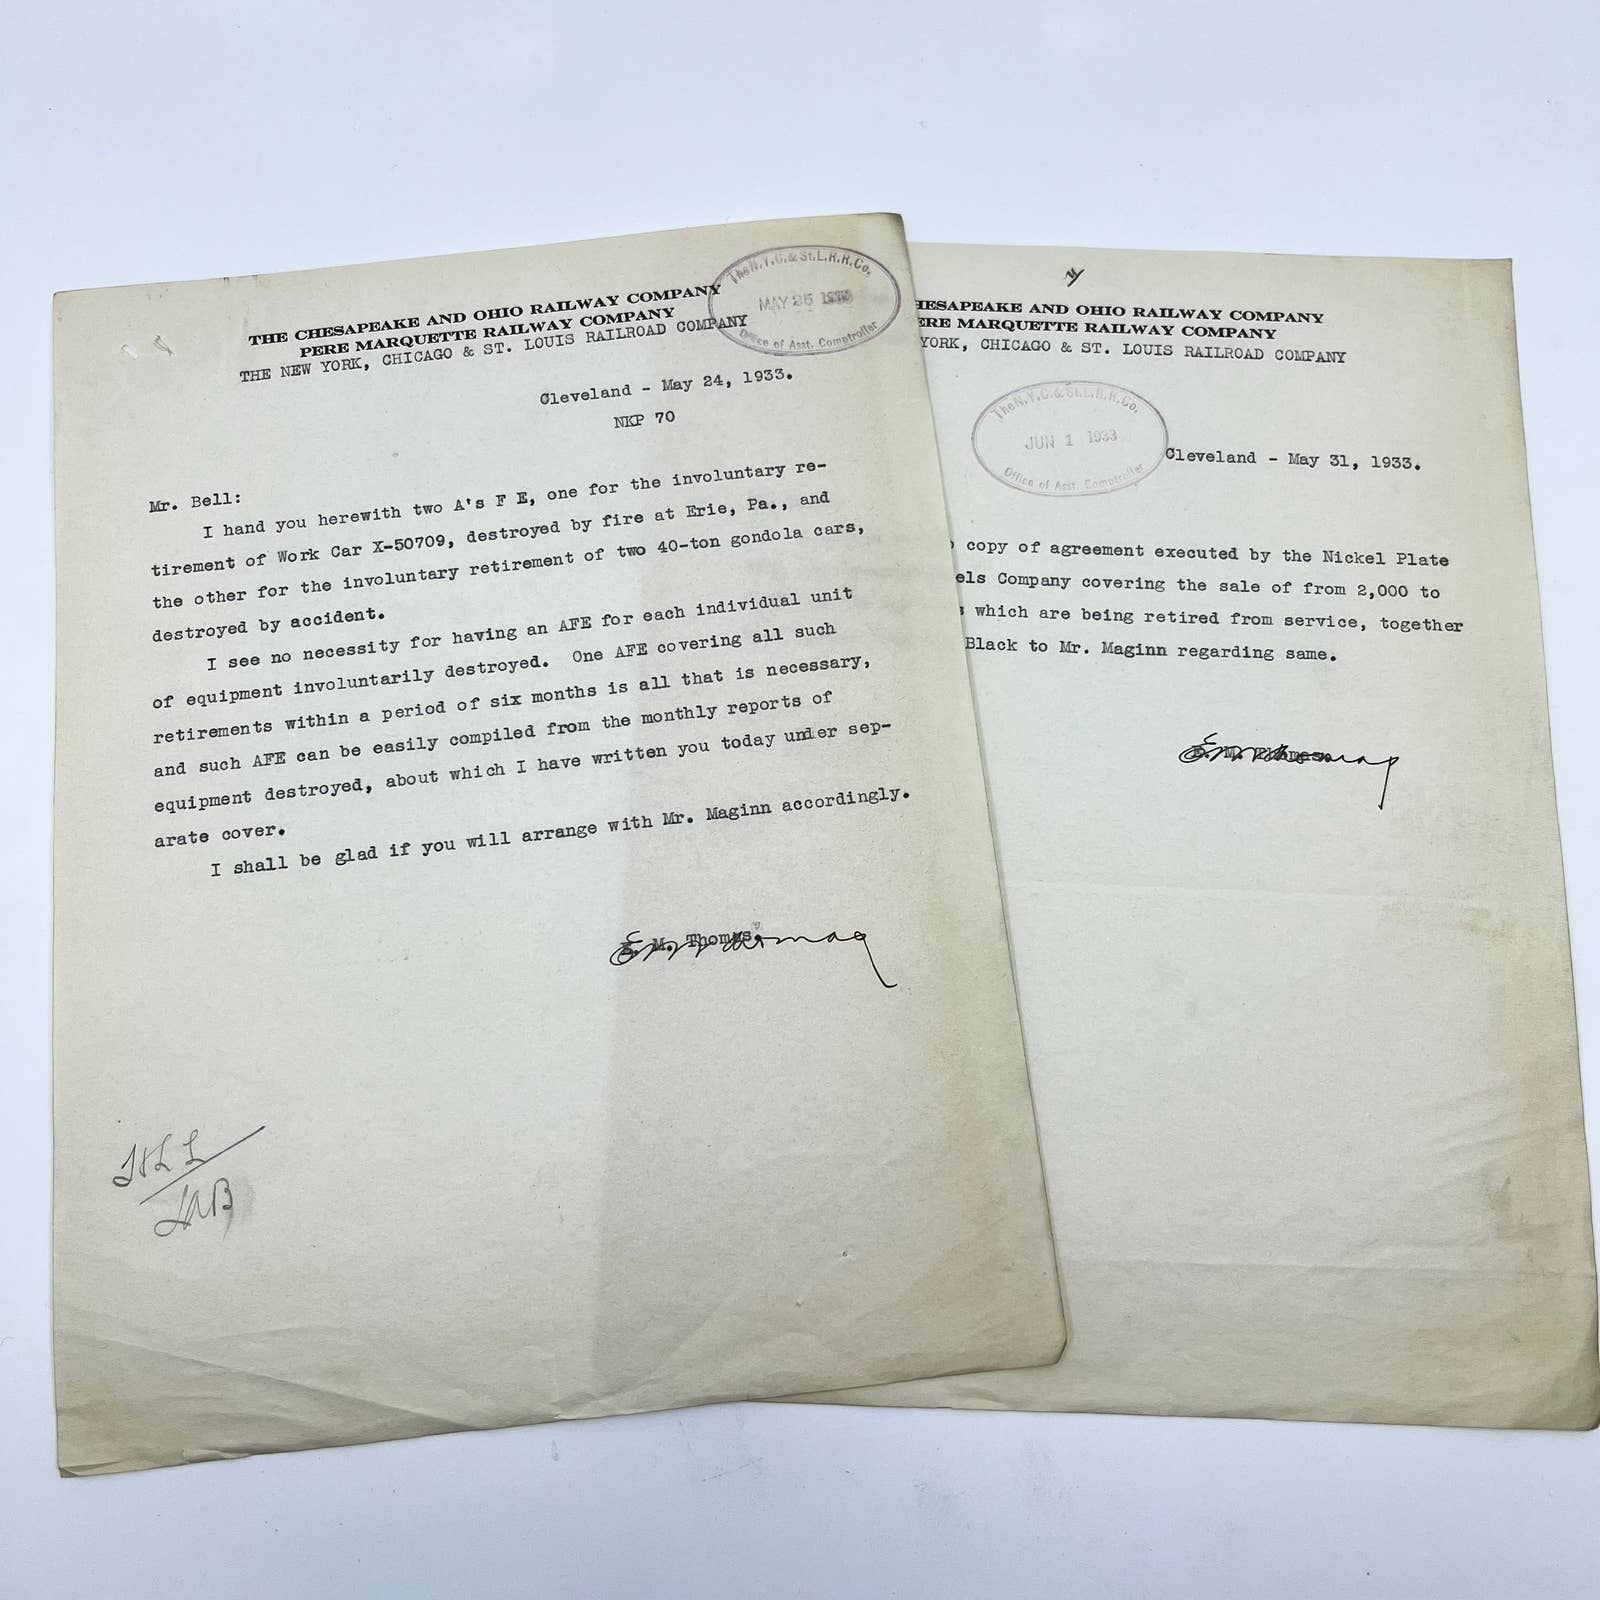 THE CHESAPEAKE AND OHIO RAILWAY COMPANY
PERE MARQUETTE RAILWAY COMPANY
THE NEW YORK, CHICAGO & ST. LOUIS RAILROAD COMPANY
The N.Y.C. & St. L. R.R. Co.
MAY 25 1933
Office of Asst. Comptroller
Cleveland - May 24, 1933.
NKP 70
Mr. Bell:
I hand you herewith two A's F E, one for the involuntary re-
tirement of Work Car X-50709, destroyed by fire at Erie, Pa., and
the other for the involuntary retirement of two 40-ton gondola cars,
destroyed by accident.
I see no necessity for having an AFE for each individual unit
of equipment involuntarily destroyed. One AFE covering all such
retirements within a period of six months is all that is necessary,
and such AFE can be easily compiled from the monthly reports of
equipment destroyed, about which I have written you today under sep-
arate cover.
I shall be glad if you will arrange with Mr. Maginn accordingly.
E. M. Thomas.
HESAPEAKE AND OHIO RAILWAY COMPANY
ERE MARQUETTE RAILWAY COMPANY
YORK, CHICAGO & ST. LOUIS RAILROAD COMPANY
The N.Y.C. & St. L. R.R. Co.
JUN 1 1933
Office of Asst. Comptroller
Cleveland - May 31, 1933.
copy of agreement executed by the Nickel Plate
els Company covering the sale of from 2,000 to
which are being retired from service, together
Black to Mr. Maginn regarding same.
E. M. Thomas